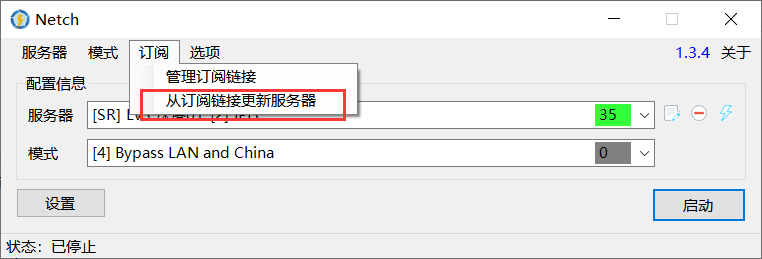 Netch
服务器 模式 订阅 选项 1.3.4 关于
管理订阅链接
从订阅链接更新服务器
配置信息
服务器 [SR] 35
模式 [4] Bypass LAN and China 0
设置 启动
状态：已停止